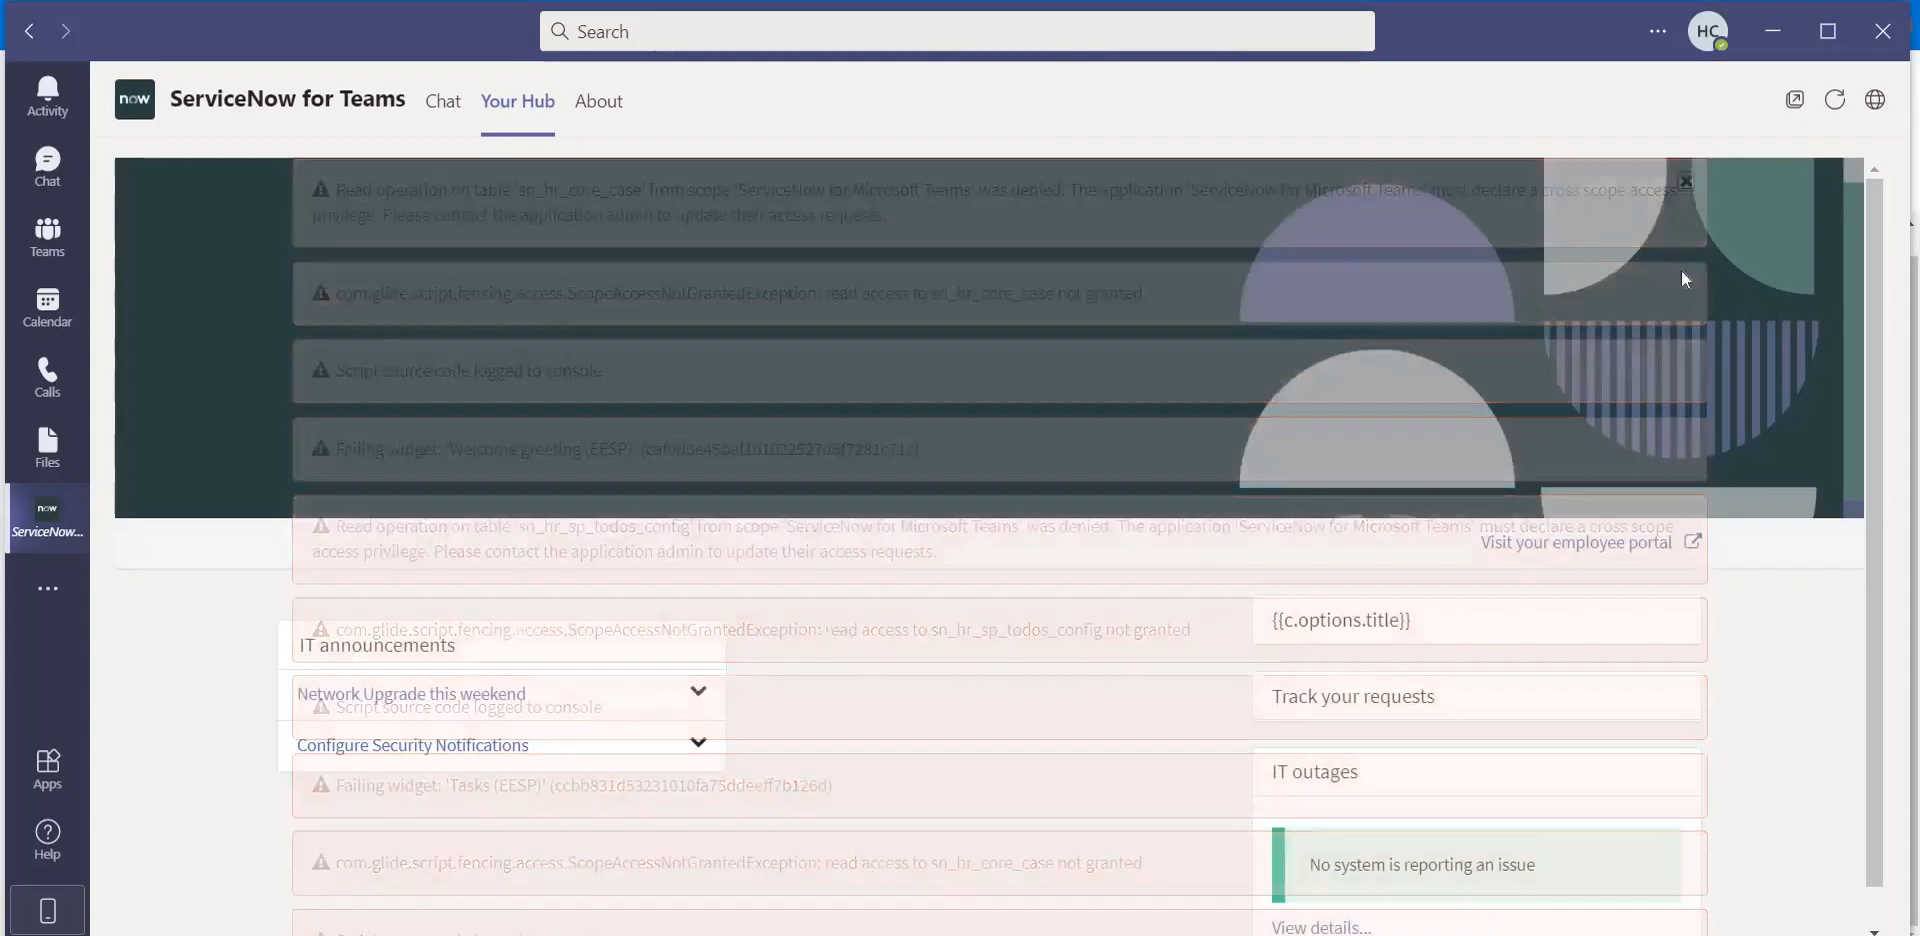 Search
HC
Activity
Chat
Teams
Calendar
Calls
Files
now
ServiceNow...
Apps
Help
now
ServiceNow for Teams
Chat
Your Hub
About
Read operation on table 'sn_hr_core_case' from scope 'ServiceNow for Microsoft Teams' was denied. The application 'ServiceNow for Microsoft Teams' must declare a cross scope access
privilege. Please contact the application admin to update their access requests.
com.glide.script.fencing.access.ScopeAccessNotGrantedException: read access to sn_hr_core_case not granted
Script source code logged to console
Failing widget: 'Welcome greeting (EESP)'
Read operation on table 'sn_hr_sp_todos_config' from scope 'ServiceNow for Microsoft Teams' was denied. The application 'ServiceNow for Microsoft Teams' must declare a cross scope
access privilege. Please contact the application admin to update their access requests.
Visit your employee portal
com.glide.script.fencing.access.ScopeAccessNotGrantedException: read access to sn_hr_sp_todos_config not granted
IT announcements
Network Upgrade this weekend
Script source code logged to console
Configure Security Notifications
Failing widget: 'Tasks (EESP)' (ccbb831d53231010fa75ddeeff7b126d)
com.glide.script.fencing.access.ScopeAccessNotGrantedException: read access to sn_hr_core_case not granted
{{c.options.title}}
Track your requests
IT outages
No system is reporting an issue
View details...